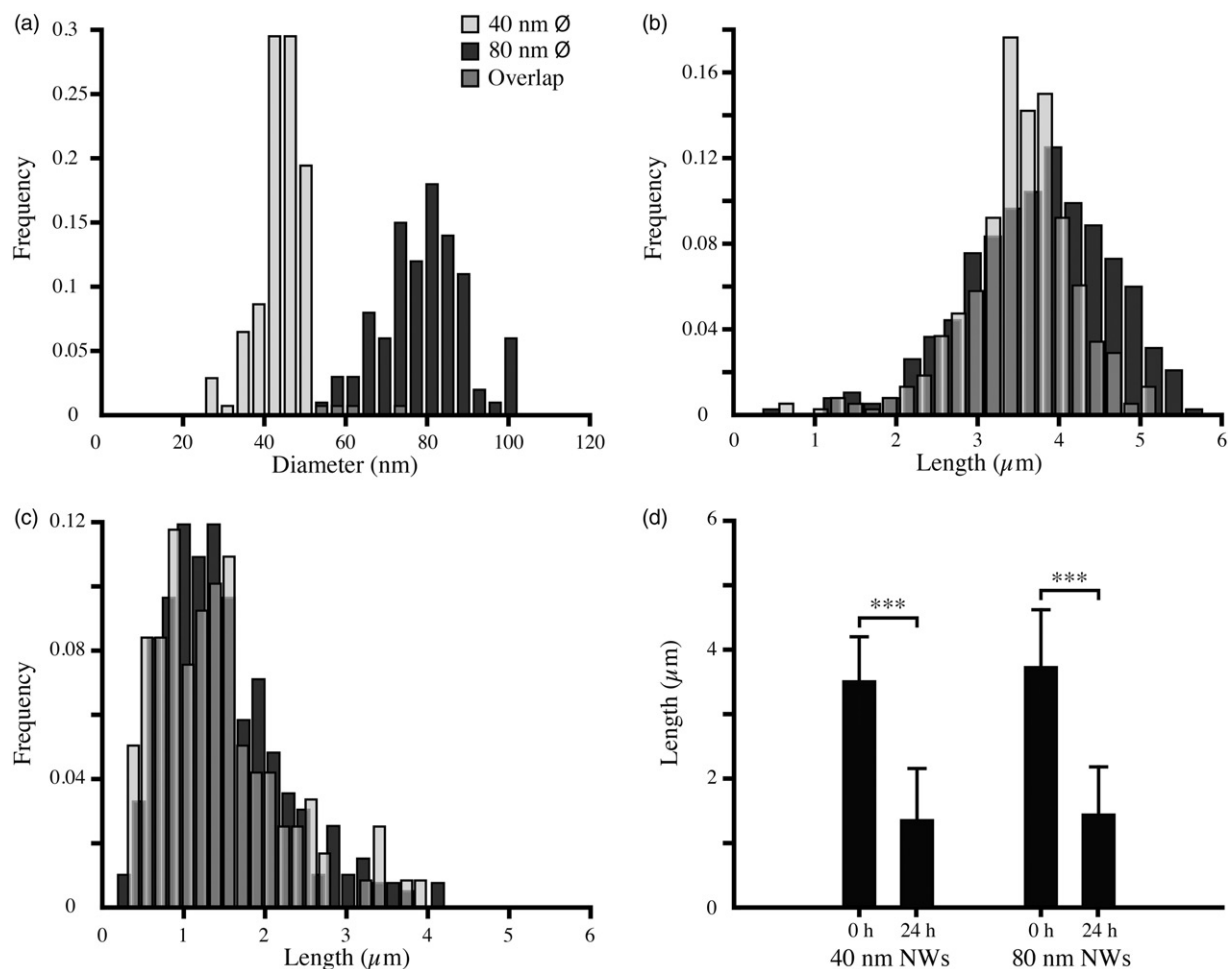 (a)
40 nm Ø
80 nm Ø
Overlap
Frequency
0.3
0.25
0.2
0.15
0.1
0.05
0
0 20 40 60 80 100 120
Diameter (nm)
(b)
Frequency
0.16
0.12
0.08
0.04
0
0 1 2 3 4 5 6
Length (μm)
(c)
Frequency
0.12
0.08
0.04
0
0 1 2 3 4 5 6
Length (μm)
(d)
Length (μm)
6
4
2
0
*** ***
0 h 24 h 0 h 24 h
40 nm NWs 80 nm NWs